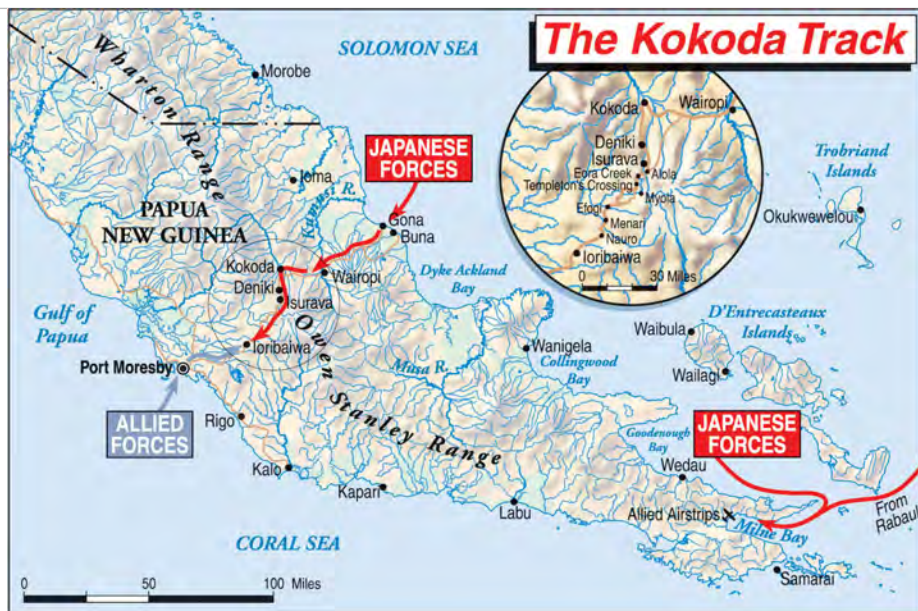 The Kokoda Track
SOLOMON SEA
Wharton Range
Morobe
JAPANESE
FORCES
Ioma
Kumusi R.
PAPUA
NEW GUINEA
Gona
Buna
Kokoda
Wairopi
Deniki
Isurava
Dyke Ackland
Bay
Gulf of
Papua
Ioribaiwa
Owen Stanley Range
Port Moresby
Musa R.
Wanigela
Collingwood
Bay
ALLIED
FORCES
Rigo
Kalo
Kapari
Labu
CORAL SEA
0 50 100 Miles
Kokoda
Wairopi
Deniki
Isurava
Eora Creek
Alola
Templeton's Crossing
Myola
Efogi
Menari
Nauro
Ioribaiwa
0 30 Miles
Trobriand
Islands
Okukwewelou
D'Entrecasteaux
Islands
Waibula
Wailagi
JAPANESE
FORCES
Goodenough
Bay
Wedau
Allied Airstrips
Milne Bay
From
Rabaul
Samarai